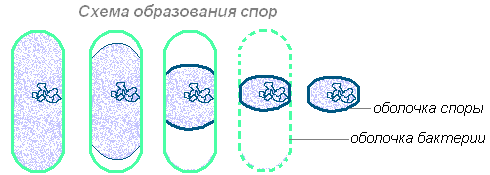 Схема образования спор
оболочка споры
оболочка бактерии